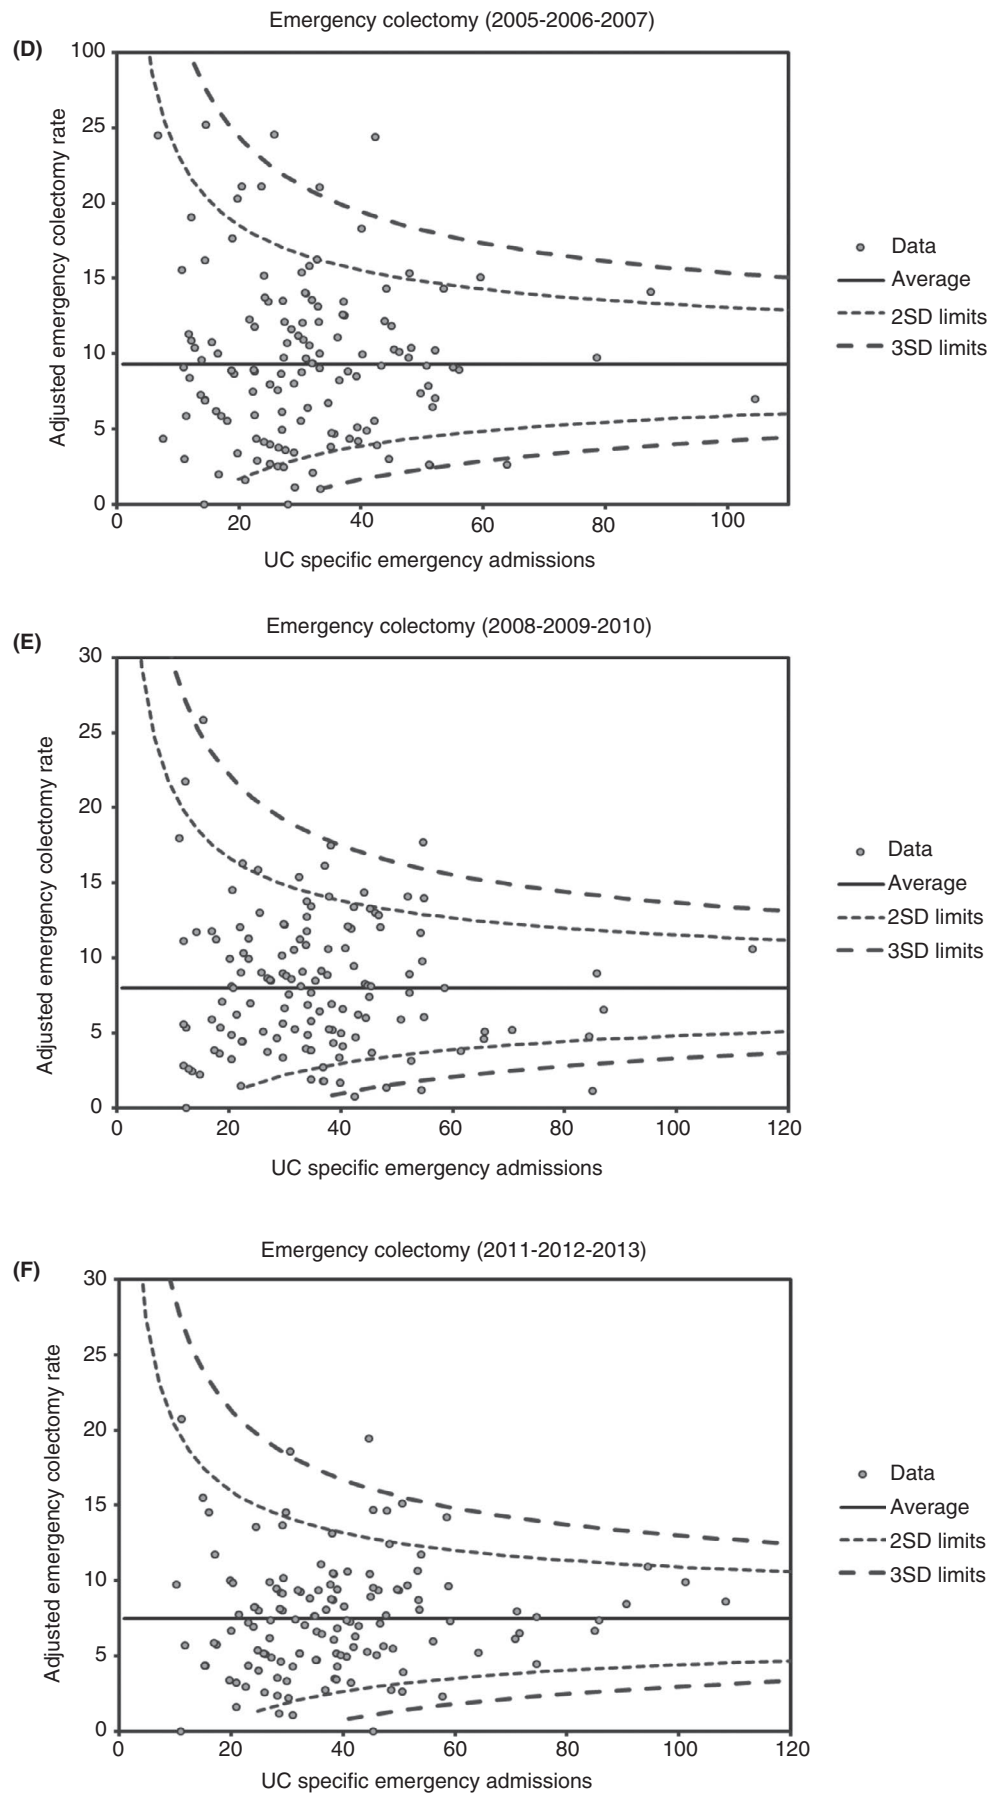 Emergency colectomy (2005-2006-2007)
(D)
Adjusted emergency colectomy rate
100
25
20
15
10
5
0
0 20 40 60 80 100
UC specific emergency admissions
Data
Average
2SD limits
3SD limits
Emergency colectomy (2008-2009-2010)
(E)
Adjusted emergency colectomy rate
30
25
20
15
10
5
0
0 20 40 60 80 100 120
UC specific emergency admissions
Data
Average
2SD limits
3SD limits
Emergency colectomy (2011-2012-2013)
(F)
Adjusted emergency colectomy rate
30
25
20
15
10
5
0
0 20 40 60 80 100 120
UC specific emergency admissions
Data
Average
2SD limits
3SD limits